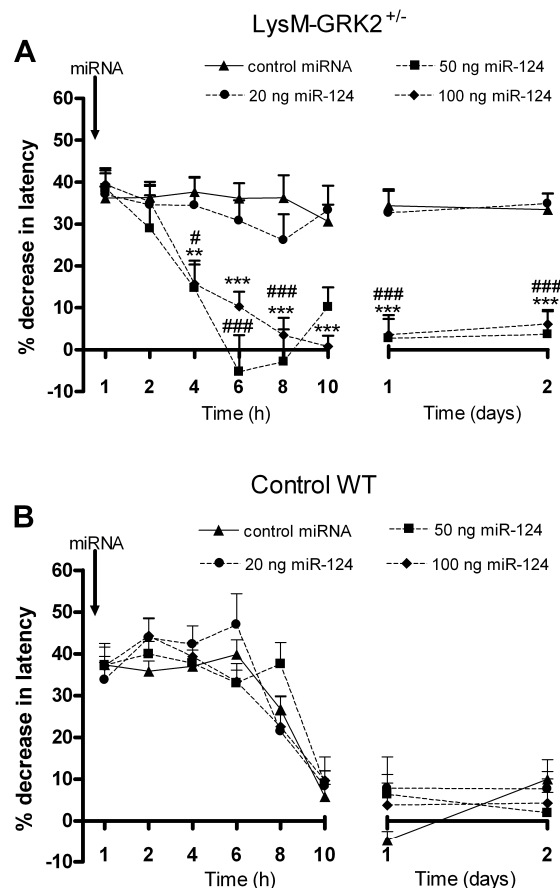 LysM-GRK2+/-
A
miRNA
control miRNA
50 ng miR-124
20 ng miR-124
100 ng miR-124
60
50
40
30
20
10
0
-10
% decrease in latency
#
**
***
###
###
***
***
###
***
###
***
1 2 4 6 8 10
1 2
Time (h)
Time (days)
Control WT
B
miRNA
control miRNA
50 ng miR-124
20 ng miR-124
100 ng miR-124
60
50
40
30
20
10
0
-10
% decrease in latency
1 2 4 6 8 10
1 2
Time (h)
Time (days)